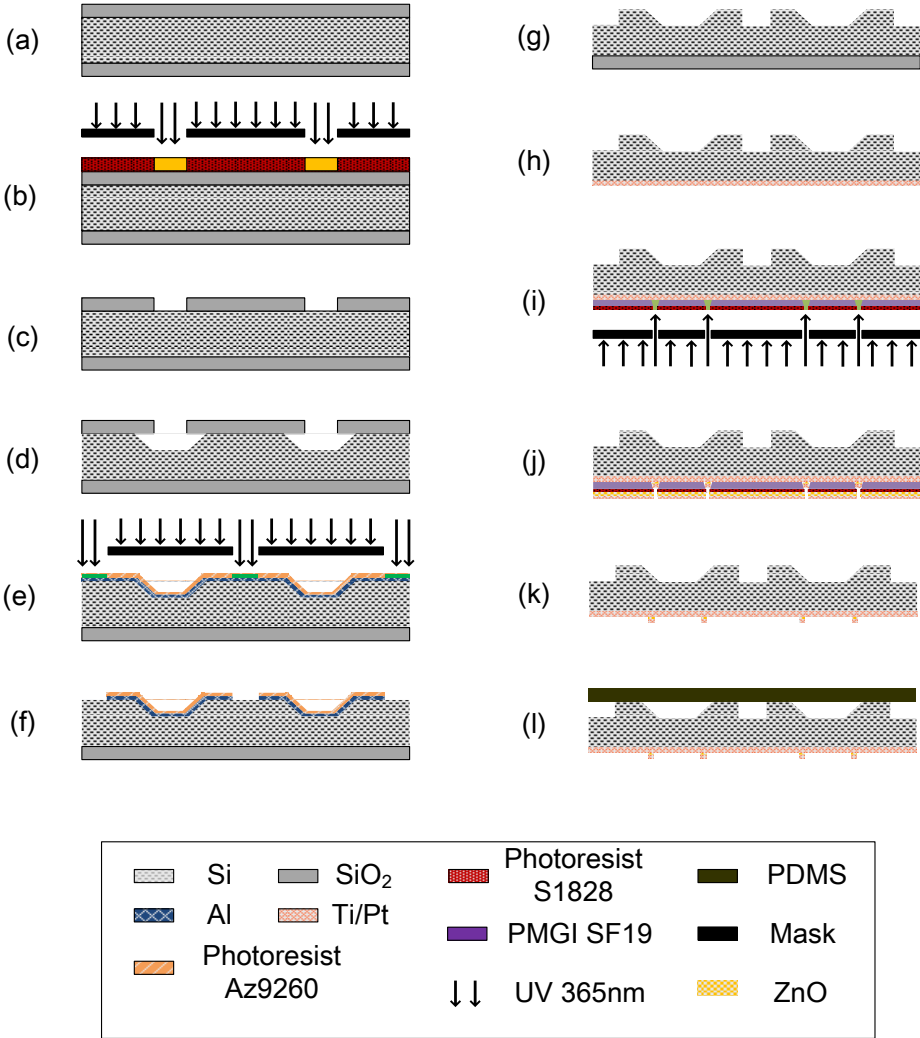 (a)
(b)
(c)
(d)
(e)
(f)
(g)
(h)
(i)
(j)
(k)
(l)
Si
SiO₂
Photoresist
S1828
PDMS
Al
Ti/Pt
PMGI SF19
Mask
Photoresist
Az9260
UV 365nm
ZnO